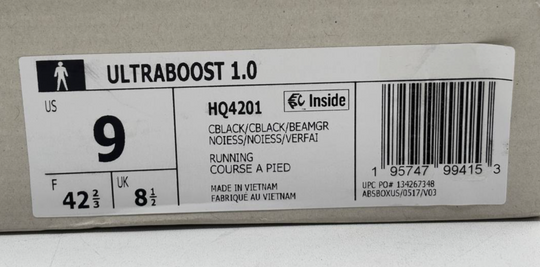 ULTRABOOST 1.0
US
9
F
42 2/3
UK
8 1/2
HQ4201
Inside
CBLACK/CBLACK/BEAMGR
NOIESS/NOIESS/VERFAI
RUNNING
COURSE A PIED
MADE IN VIETNAM
FABRIQUÉ AU VIETNAM
1 95747 99415 3
UPC PO# 134267348
ABSBOXUS/0517/V03